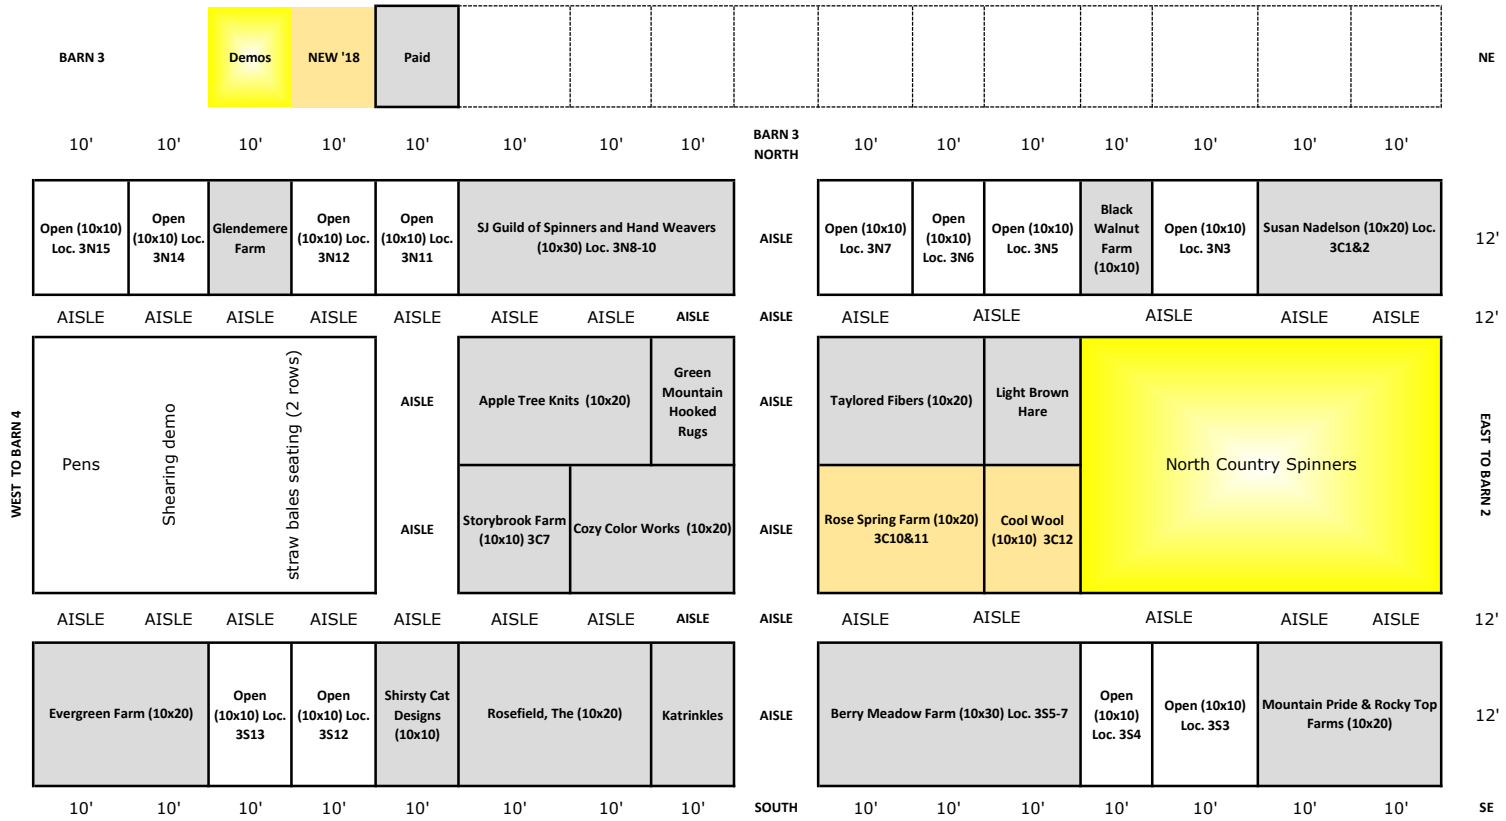 BARN 3
Demos
NEW '18
Paid
NE
10' 10' 10' 10' 10' 10' 10' 10'
BARN 3
NORTH
10' 10' 10' 10' 10' 10' 10'
Open (10x10)
Loc. 3N15
Open
(10x10) Loc.
3N14
Glendemere
Farm
Open
(10x10) Loc.
3N12
Open
(10x10) Loc.
3N11
SJ Guild of Spinners and Hand Weavers
(10x30) Loc. 3N8-10
AISLE
Open (10x10)
Loc. 3N7
Open
(10x10)
Loc. 3N6
Open (10x10)
Loc. 3N5
Black
Walnut
Farm
(10x10)
Open (10x10)
Loc. 3N3
Susan Nadelson (10x20) Loc.
3C1&2
12'
AISLE AISLE AISLE AISLE AISLE AISLE AISLE AISLE AISLE AISLE AISLE AISLE AISLE AISLE 12'
WEST TO BARN 4
Pens
Shearing demo
straw bales seating (2 rows)
AISLE
Apple Tree Knits (10x20)
Green
Mountain
Hooked
Rugs
AISLE
Taylored Fibers (10x20)
Light Brown
Hare
North Country Spinners
EAST TO BARN 2
AISLE
Storybrook Farm
(10x10) 3C7
Cozy Color Works (10x20)
AISLE
Rose Spring Farm (10x20)
3C10&11
Cool Wool
(10x10) 3C12
AISLE AISLE AISLE AISLE AISLE AISLE AISLE AISLE AISLE AISLE AISLE AISLE AISLE AISLE 12'
Evergreen Farm (10x20)
Open
(10x10) Loc.
3S13
Open
(10x10) Loc.
3S12
Shirsty Cat
Designs
(10x10)
Rosefield, The (10x20)
Katrinkles
AISLE
Berry Meadow Farm (10x30) Loc. 3S5-7
Open
(10x10)
Loc. 3S4
Open (10x10)
Loc. 3S3
Mountain Pride & Rocky Top
Farms (10x20)
12'
10' 10' 10' 10' 10' 10' 10' 10' SOUTH 10' 10' 10' 10' 10' 10' 10' SE